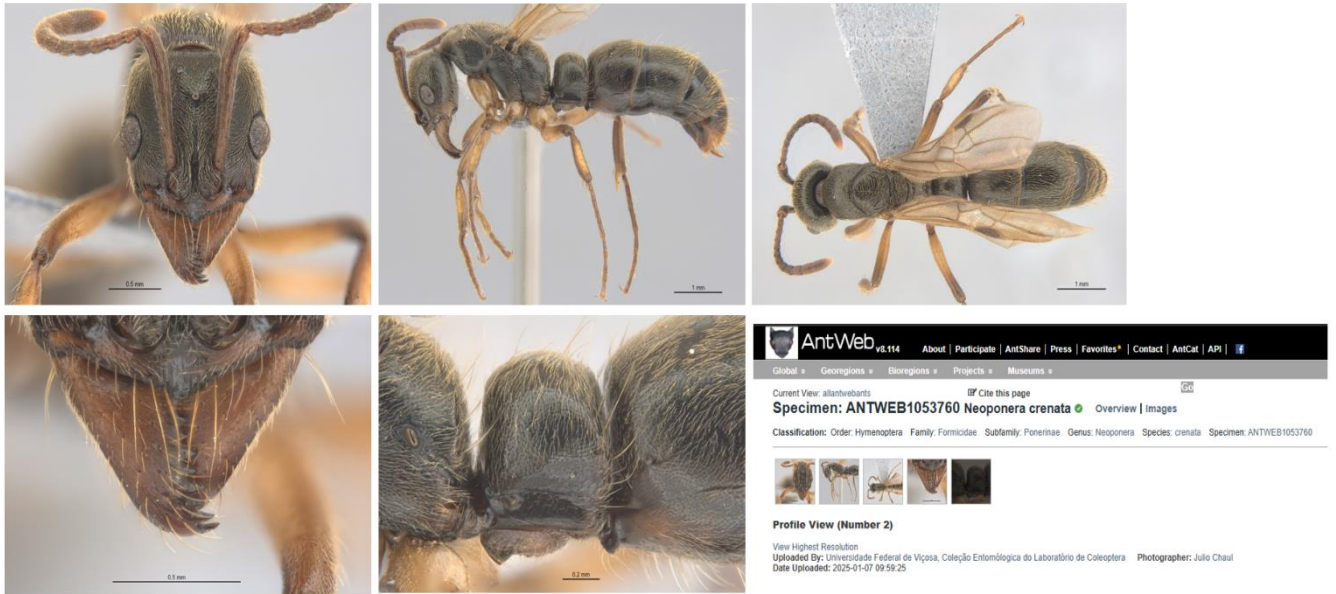 0.5 mm
1 mm
1 mm
0.5 mm
0.2 mm
AntWeb v8.114 About | Participate | AntShare | Press | Favorites* | Contact | AntCat | API |
Global Georegions Bioregions Projects Museums
Go
Current View: allantwebants Cite this page
Specimen: ANTWEB1053760 Neoponera crenata Overview | Images
Classification: Order: Hymenoptera Family: Formicidae Subfamily: Ponerinae Genus: Neoponera Species: crenata Specimen: ANTWEB1053760
Profile View (Number 2)
View Highest Resolution
Uploaded By: Universidade Federal de Viçosa, Coleção Entomológica do Laboratório de Coleoptera Photographer: Julio Chaul
Date Uploaded: 2025-01-07 09:59:25